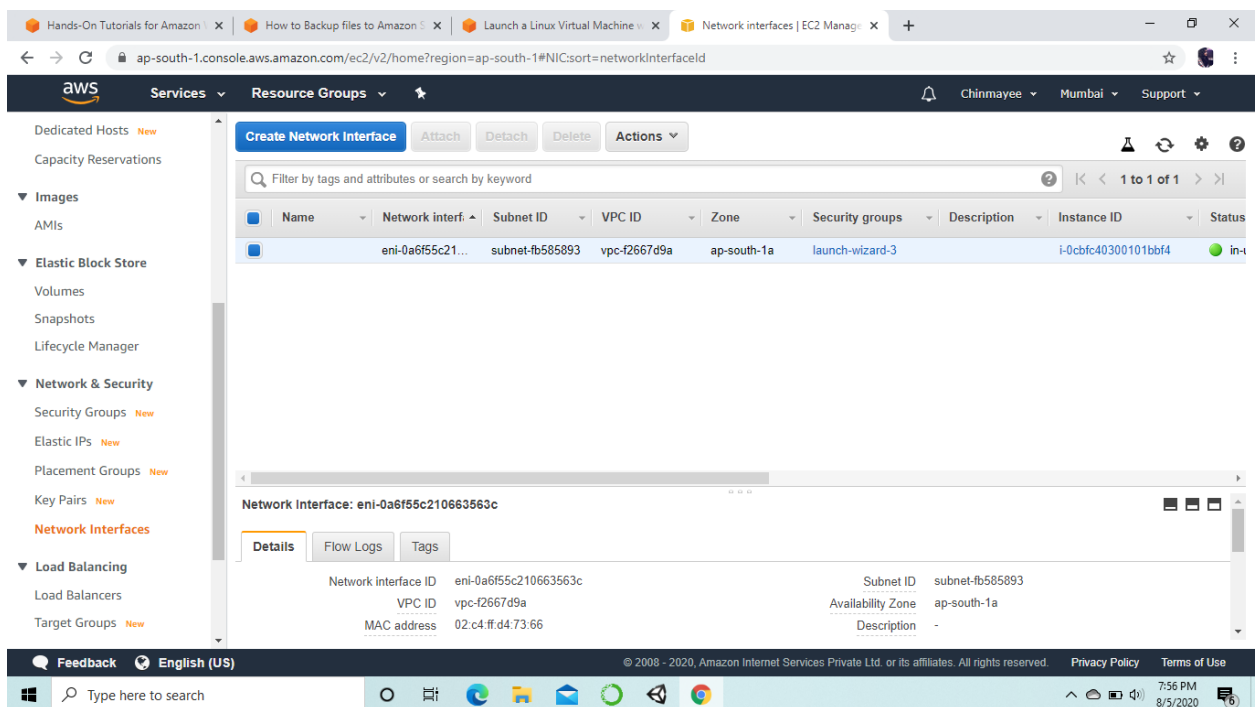 Hands-On Tutorials for Amazon
How to Backup files to Amazon S
Launch a Linux Virtual Machine w
Network interfaces | EC2 Manage
ap-south-1.console.aws.amazon.com/ec2/v2/home?region=ap-south-1#NIC:sort=networkInterfaceId
aws Services Resource Groups Chinmayee Mumbai Support
Dedicated Hosts New
Capacity Reservations
Images
AMIs
Elastic Block Store
Volumes
Snapshots
Lifecycle Manager
Network & Security
Security Groups New
Elastic IPs New
Placement Groups New
Key Pairs New
Network Interfaces
Load Balancing
Load Balancers
Target Groups New
Create Network Interface Attach Detach Delete Actions
Filter by tags and attributes or search by keyword 1 to 1 of 1
Name Network interf Subnet ID VPC ID Zone Security groups Description Instance ID Status
eni-0a6f55c21... subnet-fb585893 vpc-f2667d9a ap-south-1a launch-wizard-3 i-0cbfc40300101bbf4 in-u
Network Interface: eni-0a6f55c210663563c
Details Flow Logs Tags
Network interface ID eni-0a6f55c210663563c Subnet ID subnet-fb585893
VPC ID vpc-f2667d9a Availability Zone ap-south-1a
MAC address 02:c4:ff:d4:73:66 Description -
Feedback English (US) © 2008 - 2020, Amazon Internet Services Private Ltd. or its affiliates. All rights reserved. Privacy Policy Terms of Use
Type here to search 7:56 PM
8/5/2020 6